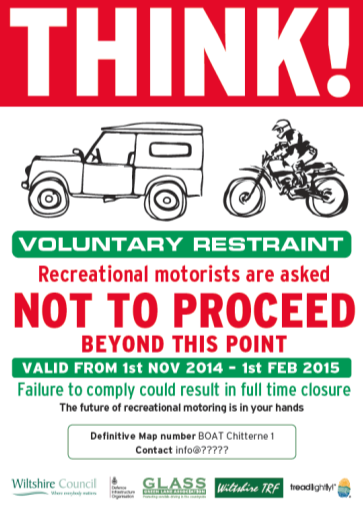 THINK!
VOLUNTARY RESTRAINT
Recreational motorists are asked
NOT TO PROCEED
BEYOND THIS POINT
VALID FROM 1st NOV 2014 – 1st FEB 2015
Failure to comply could result in full time closure
The future of recreational motoring is in your hands
Definitive Map number BOAT Chitterne 1
Contact info@?????
Wiltshire Council
Where everybody matters
Defence
Infrastructure
Organisation
GLASS
GREEN LANE ASSOCIATION
Wiltshire TRF
treadlightly!